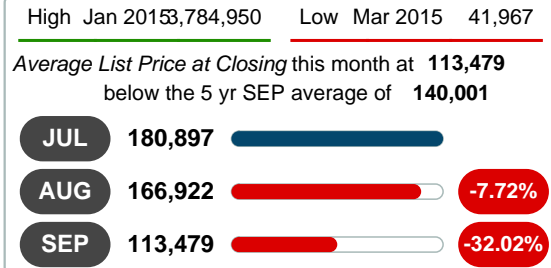 High Jan 2015 3,784,950 Low Mar 2015 41,967
Average List Price at Closing this month at 113,479
below the 5 yr SEP average of 140,001
JUL 180,897
AUG 166,922 -7.72%
SEP 113,479 -32.02%